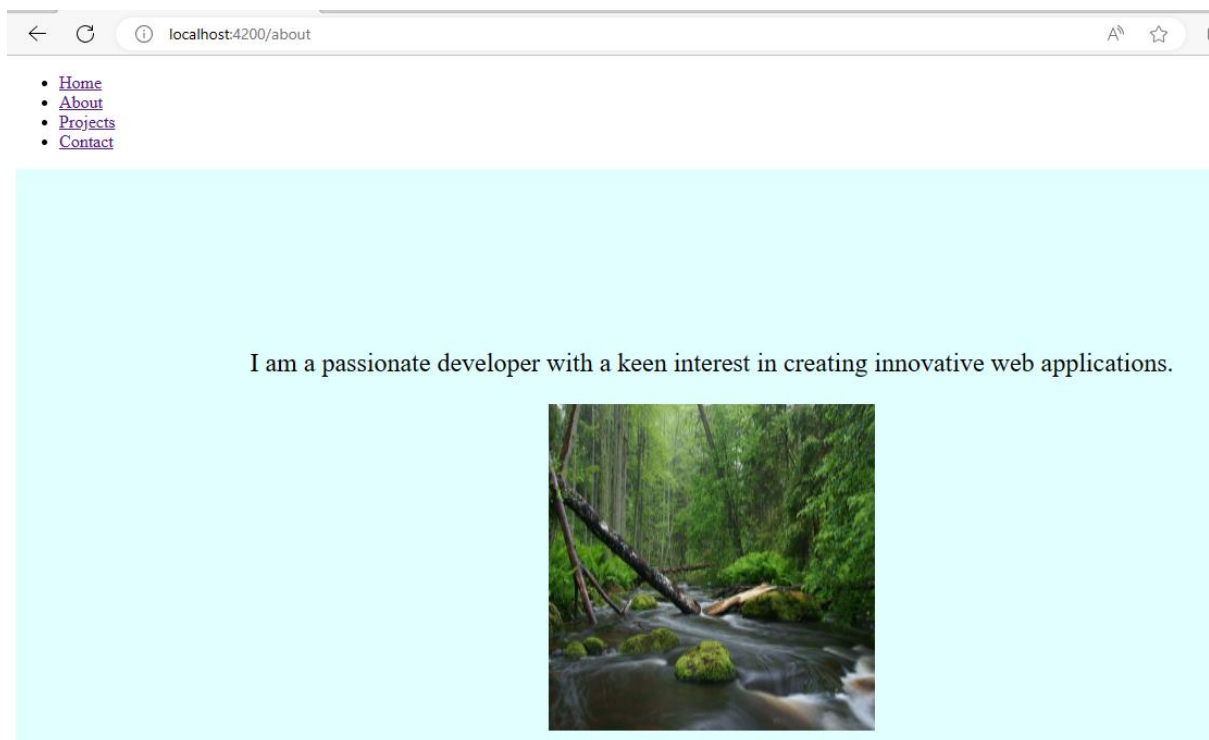 localhost:4200/about
A
Home
About
Projects
Contact
I am a passionate developer with a keen interest in creating innovative web applications.